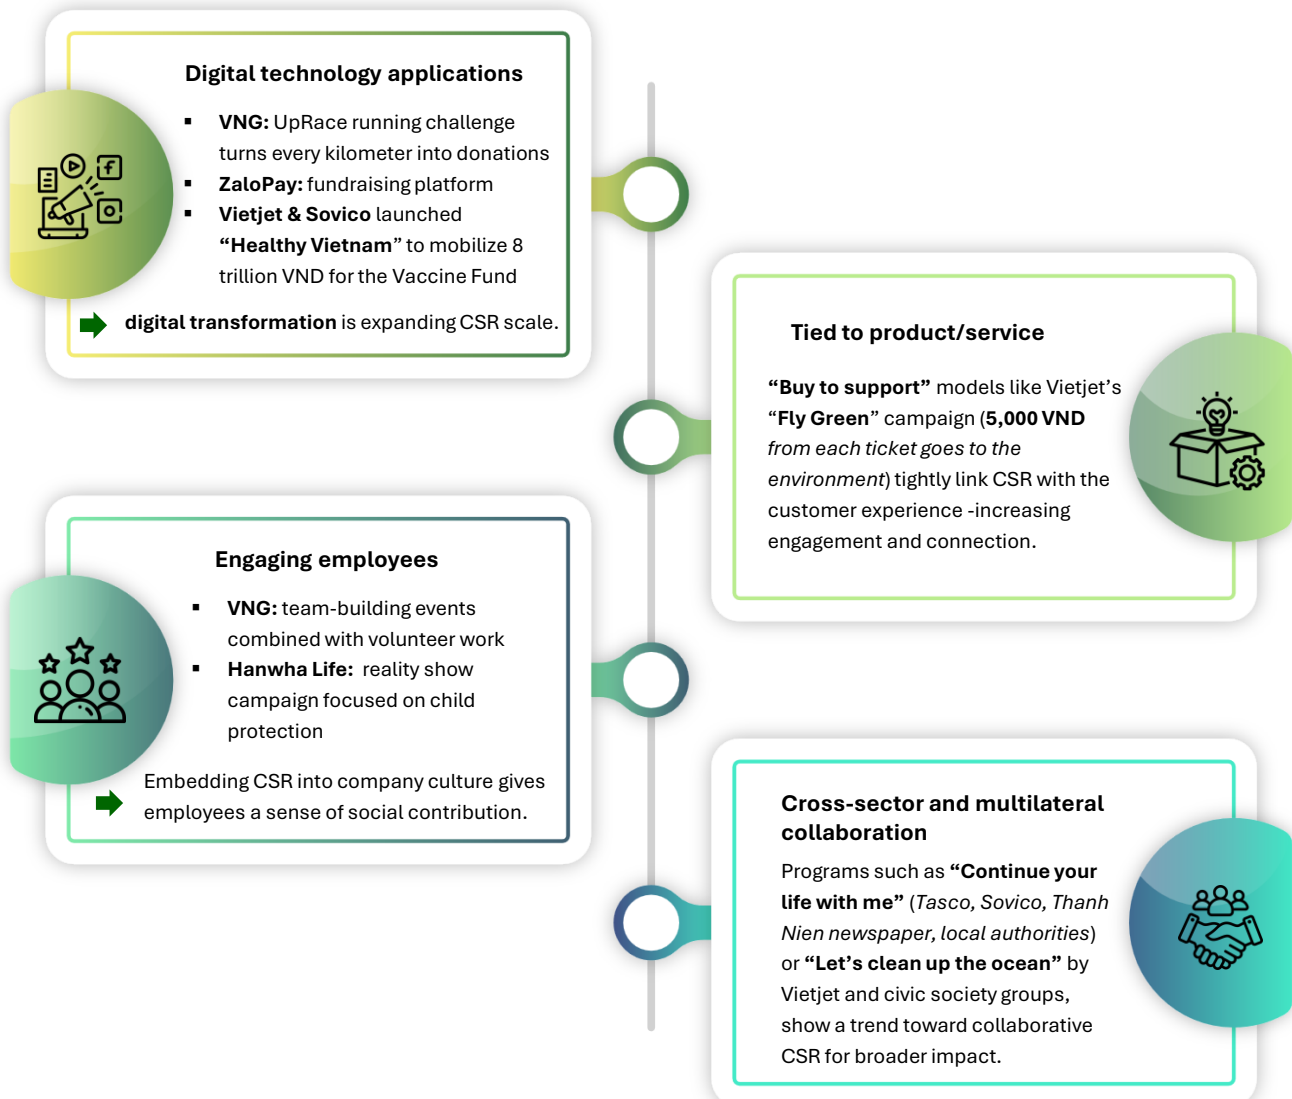 Digital technology applications
▪ VNG: UpRace running challenge
turns every kilometer into donations
▪ ZaloPay: fundraising platform
▪ Vietjet & Sovico launched
“Healthy Vietnam” to mobilize 8
trillion VND for the Vaccine Fund
digital transformation is expanding CSR scale.
Tied to product/service
“Buy to support” models like Vietjet’s
“Fly Green” campaign (5,000 VND
from each ticket goes to the
environment) tightly link CSR with the
customer experience -increasing
engagement and connection.
Engaging employees
▪ VNG: team-building events
combined with volunteer work
▪ Hanwha Life: reality show
campaign focused on child
protection
Embedding CSR into company culture gives
employees a sense of social contribution.
Cross-sector and multilateral
collaboration
Programs such as “Continue your
life with me” (Tasco, Sovico, Thanh
Nien newspaper, local authorities)
or “Let’s clean up the ocean” by
Vietjet and civic society groups,
show a trend toward collaborative
CSR for broader impact.